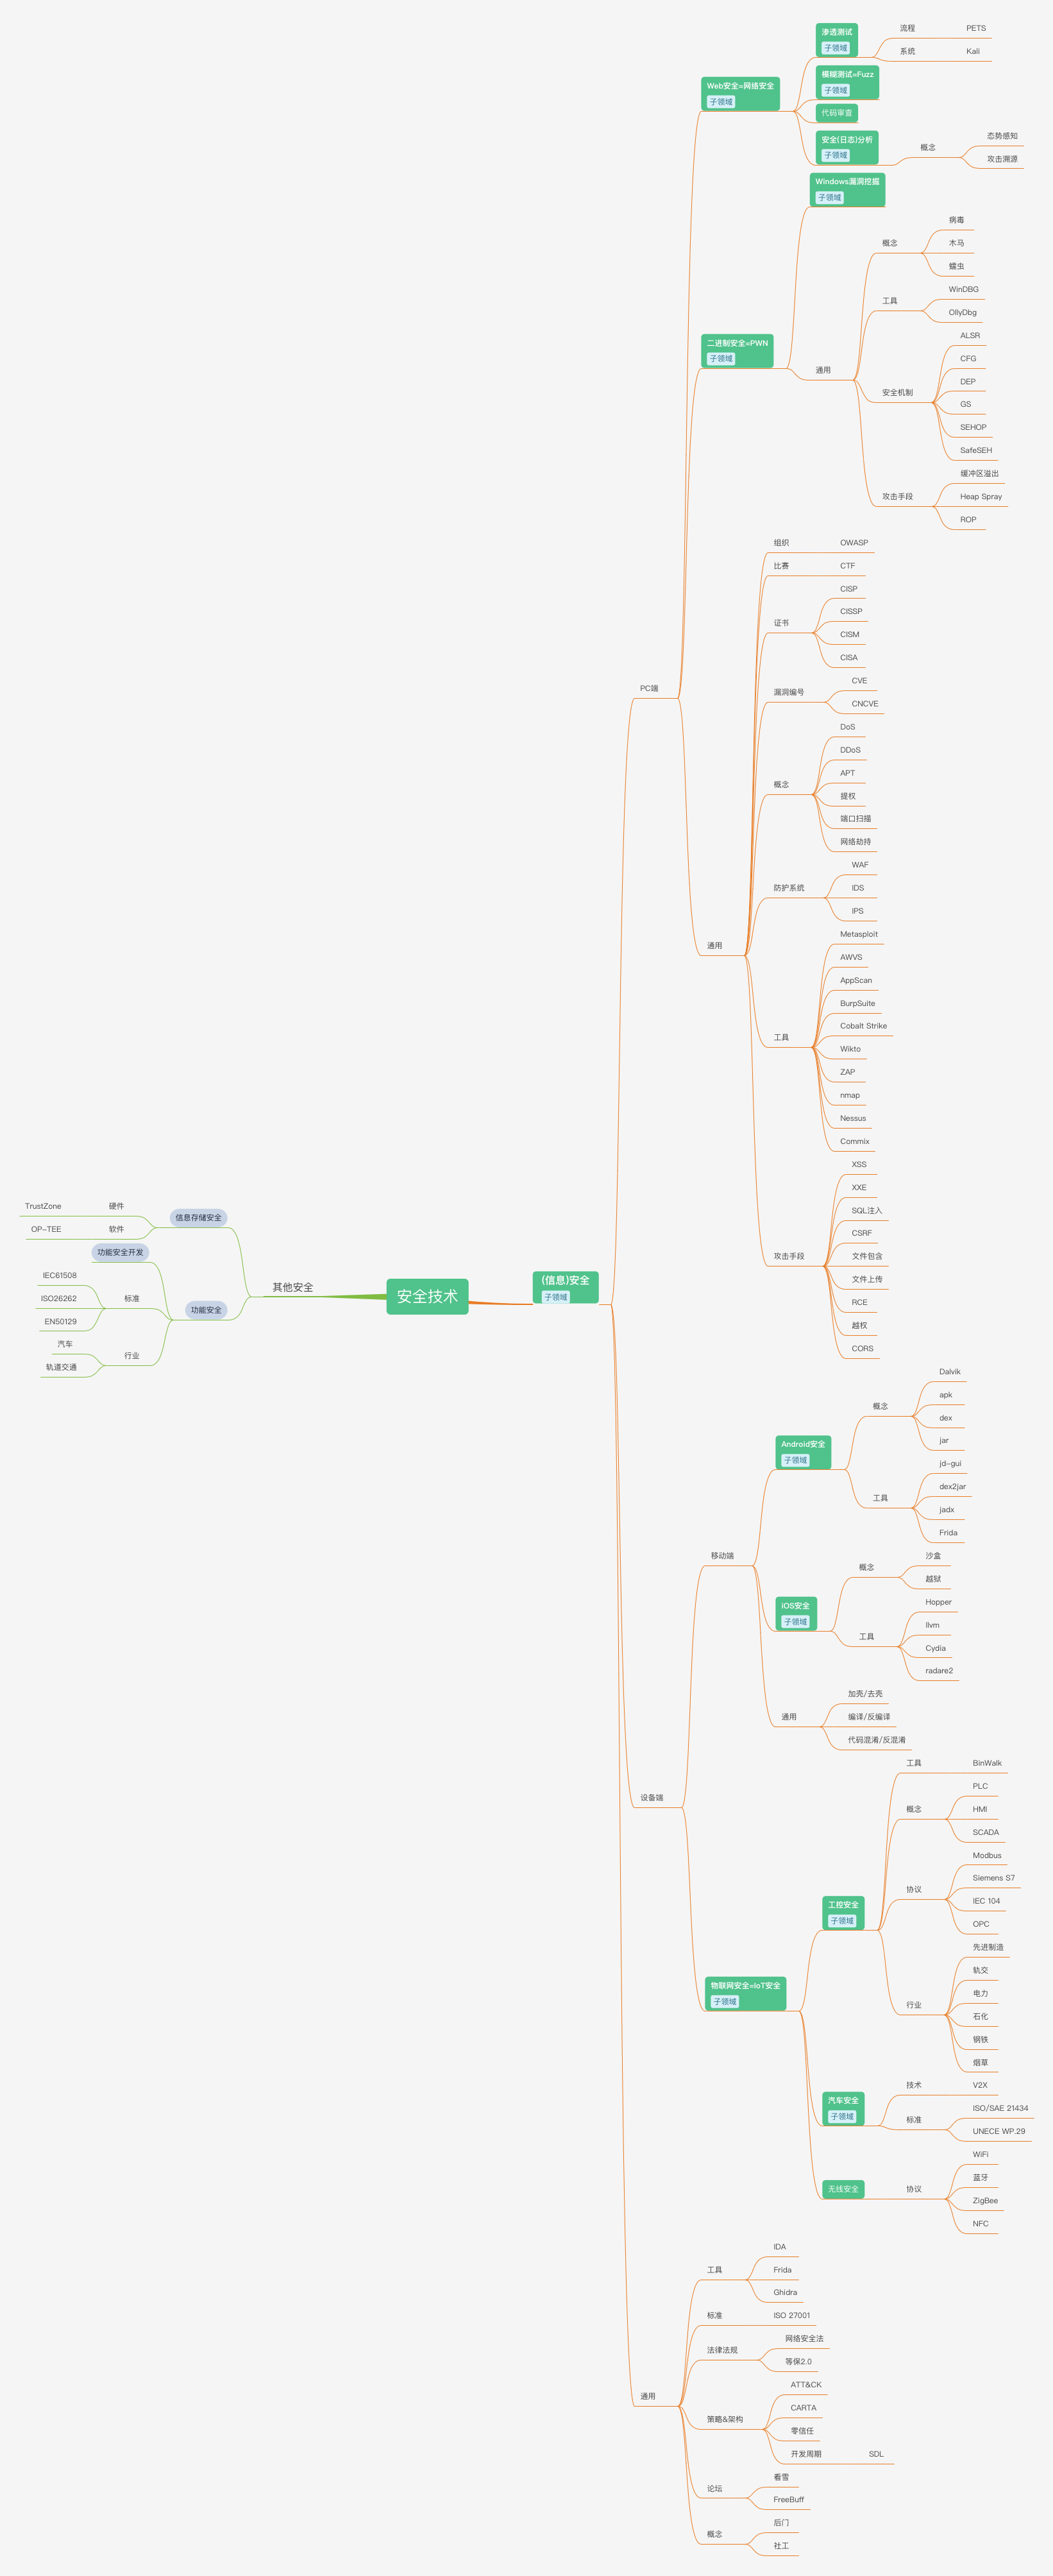 安全技术
(信息)安全
子领域
PC端
Web安全=网络安全
子领域
渗透测试
子领域
流程
PETS
系统
Kali
模糊测试=Fuzz
子领域
代码审查
安全(日志)分析
子领域
概念
态势感知
攻击溯源
二进制安全=PWN
子领域
Windows漏洞挖掘
子领域
通用
概念
病毒
木马
蠕虫
工具
WinDBG
OllyDbg
安全机制
ALSR
CFG
DEP
GS
SEHOP
SafeSEH
攻击手段
缓冲区溢出
Heap Spray
ROP
通用
组织
OWASP
比赛
CTF
证书
CISP
CISSP
CISM
CISA
漏洞编号
CVE
CNCVE
概念
DoS
DDoS
APT
提权
端口扫描
网络劫持
防护系统
WAF
IDS
IPS
工具
Metasploit
AWVS
AppScan
BurpSuite
Cobalt Strike
Wikto
ZAP
nmap
Nessus
Commix
攻击手段
XSS
XXE
SQL注入
CSRF
文件包含
文件上传
RCE
越权
CORS
设备端
移动端
Android安全
子领域
概念
Dalvik
apk
dex
jar
工具
jd-gui
dex2jar
jadx
Frida
iOS安全
子领域
概念
沙盒
越狱
工具
Hopper
llvm
Cydia
radare2
通用
加壳/去壳
编译/反编译
代码混淆/反混淆
物联网安全=IoT安全
子领域
工控安全
子领域
工具
BinWalk
概念
PLC
HMI
SCADA
协议
Modbus
Siemens S7
IEC 104
OPC
行业
先进制造
轨交
电力
石化
钢铁
烟草
汽车安全
子领域
技术
V2X
标准
ISO/SAE 21434
UNECE WP.29
无线安全
协议
WiFi
蓝牙
ZigBee
NFC
通用
工具
IDA
Frida
Ghidra
标准
ISO 27001
法律法规
网络安全法
等保2.0
策略&架构
ATT&CK
CARTA
零信任
开发周期
SDL
论坛
看雪
FreeBuff
概念
后门
社工
其他安全
信息存储安全
硬件
TrustZone
软件
OP-TEE
功能安全
功能安全开发
标准
IEC61508
ISO26262
EN50129
行业
汽车
轨道交通